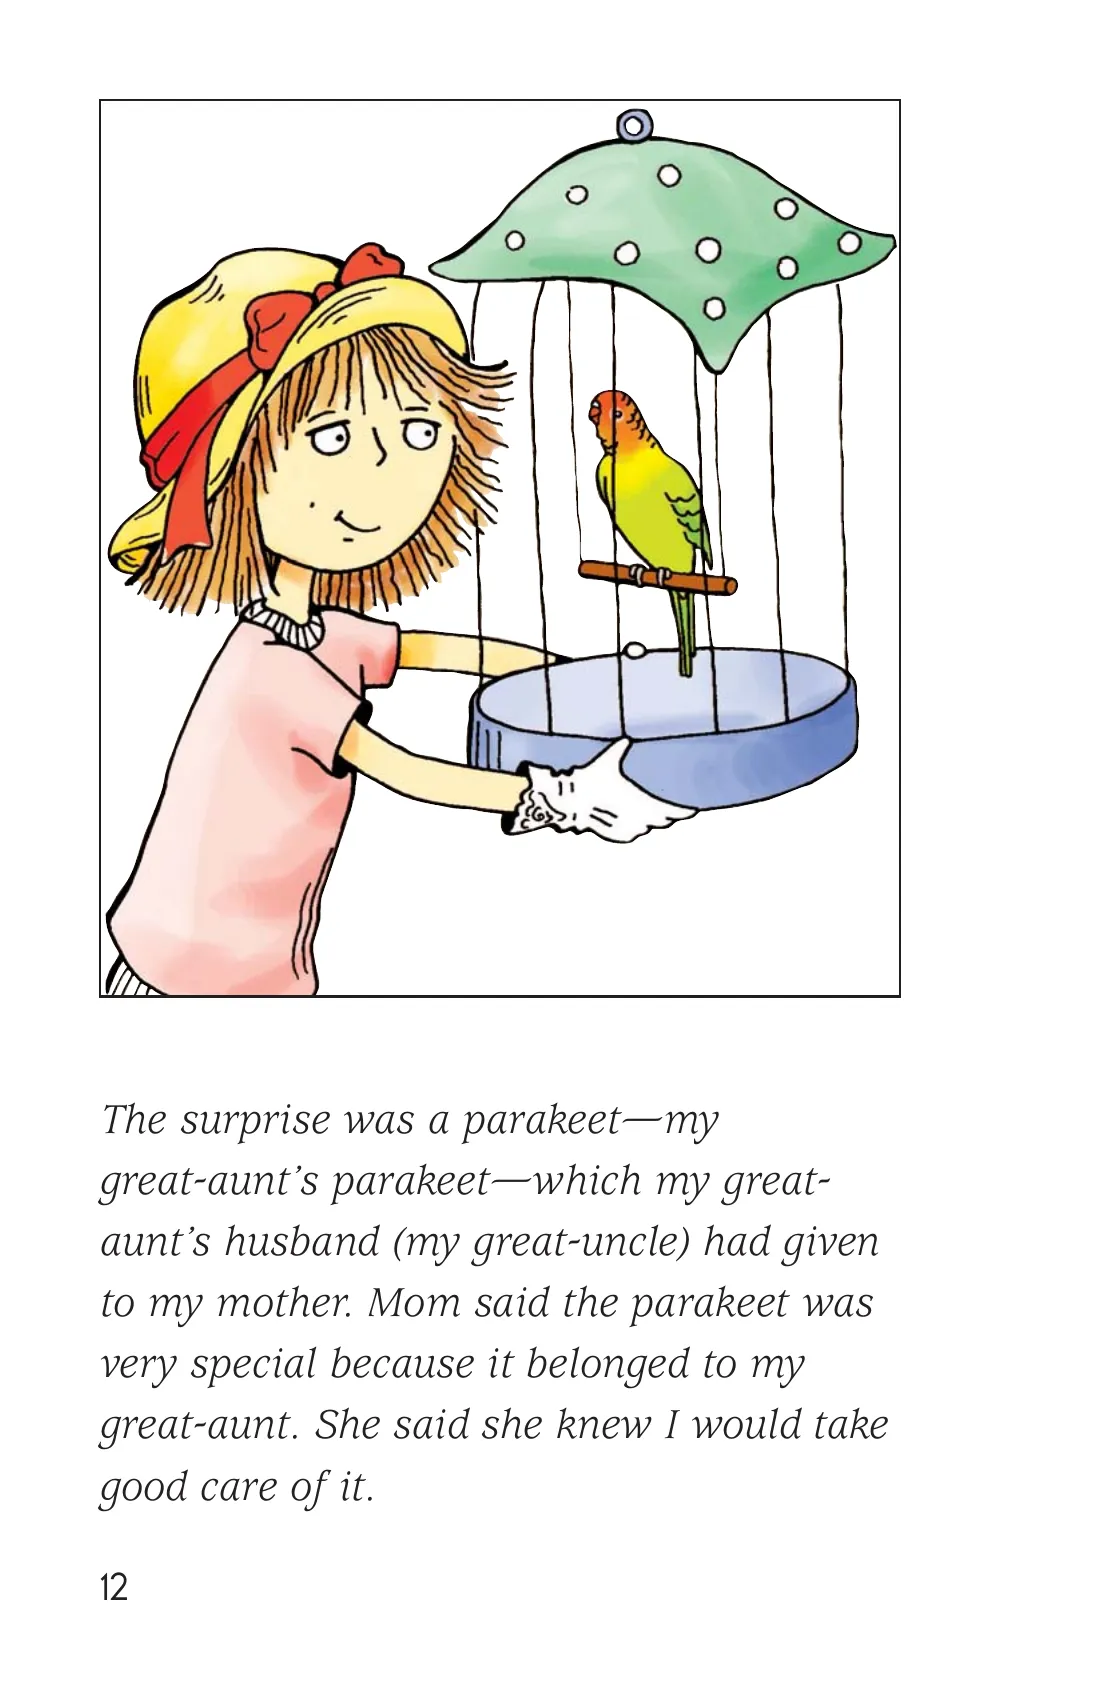 The surprise was a parakeet—my
great-aunt’s parakeet—which my great-
aunt’s husband (my great-uncle) had given
to my mother. Mom said the parakeet was
very special because it belonged to my
great-aunt. She said she knew I would take
good care of it.
12